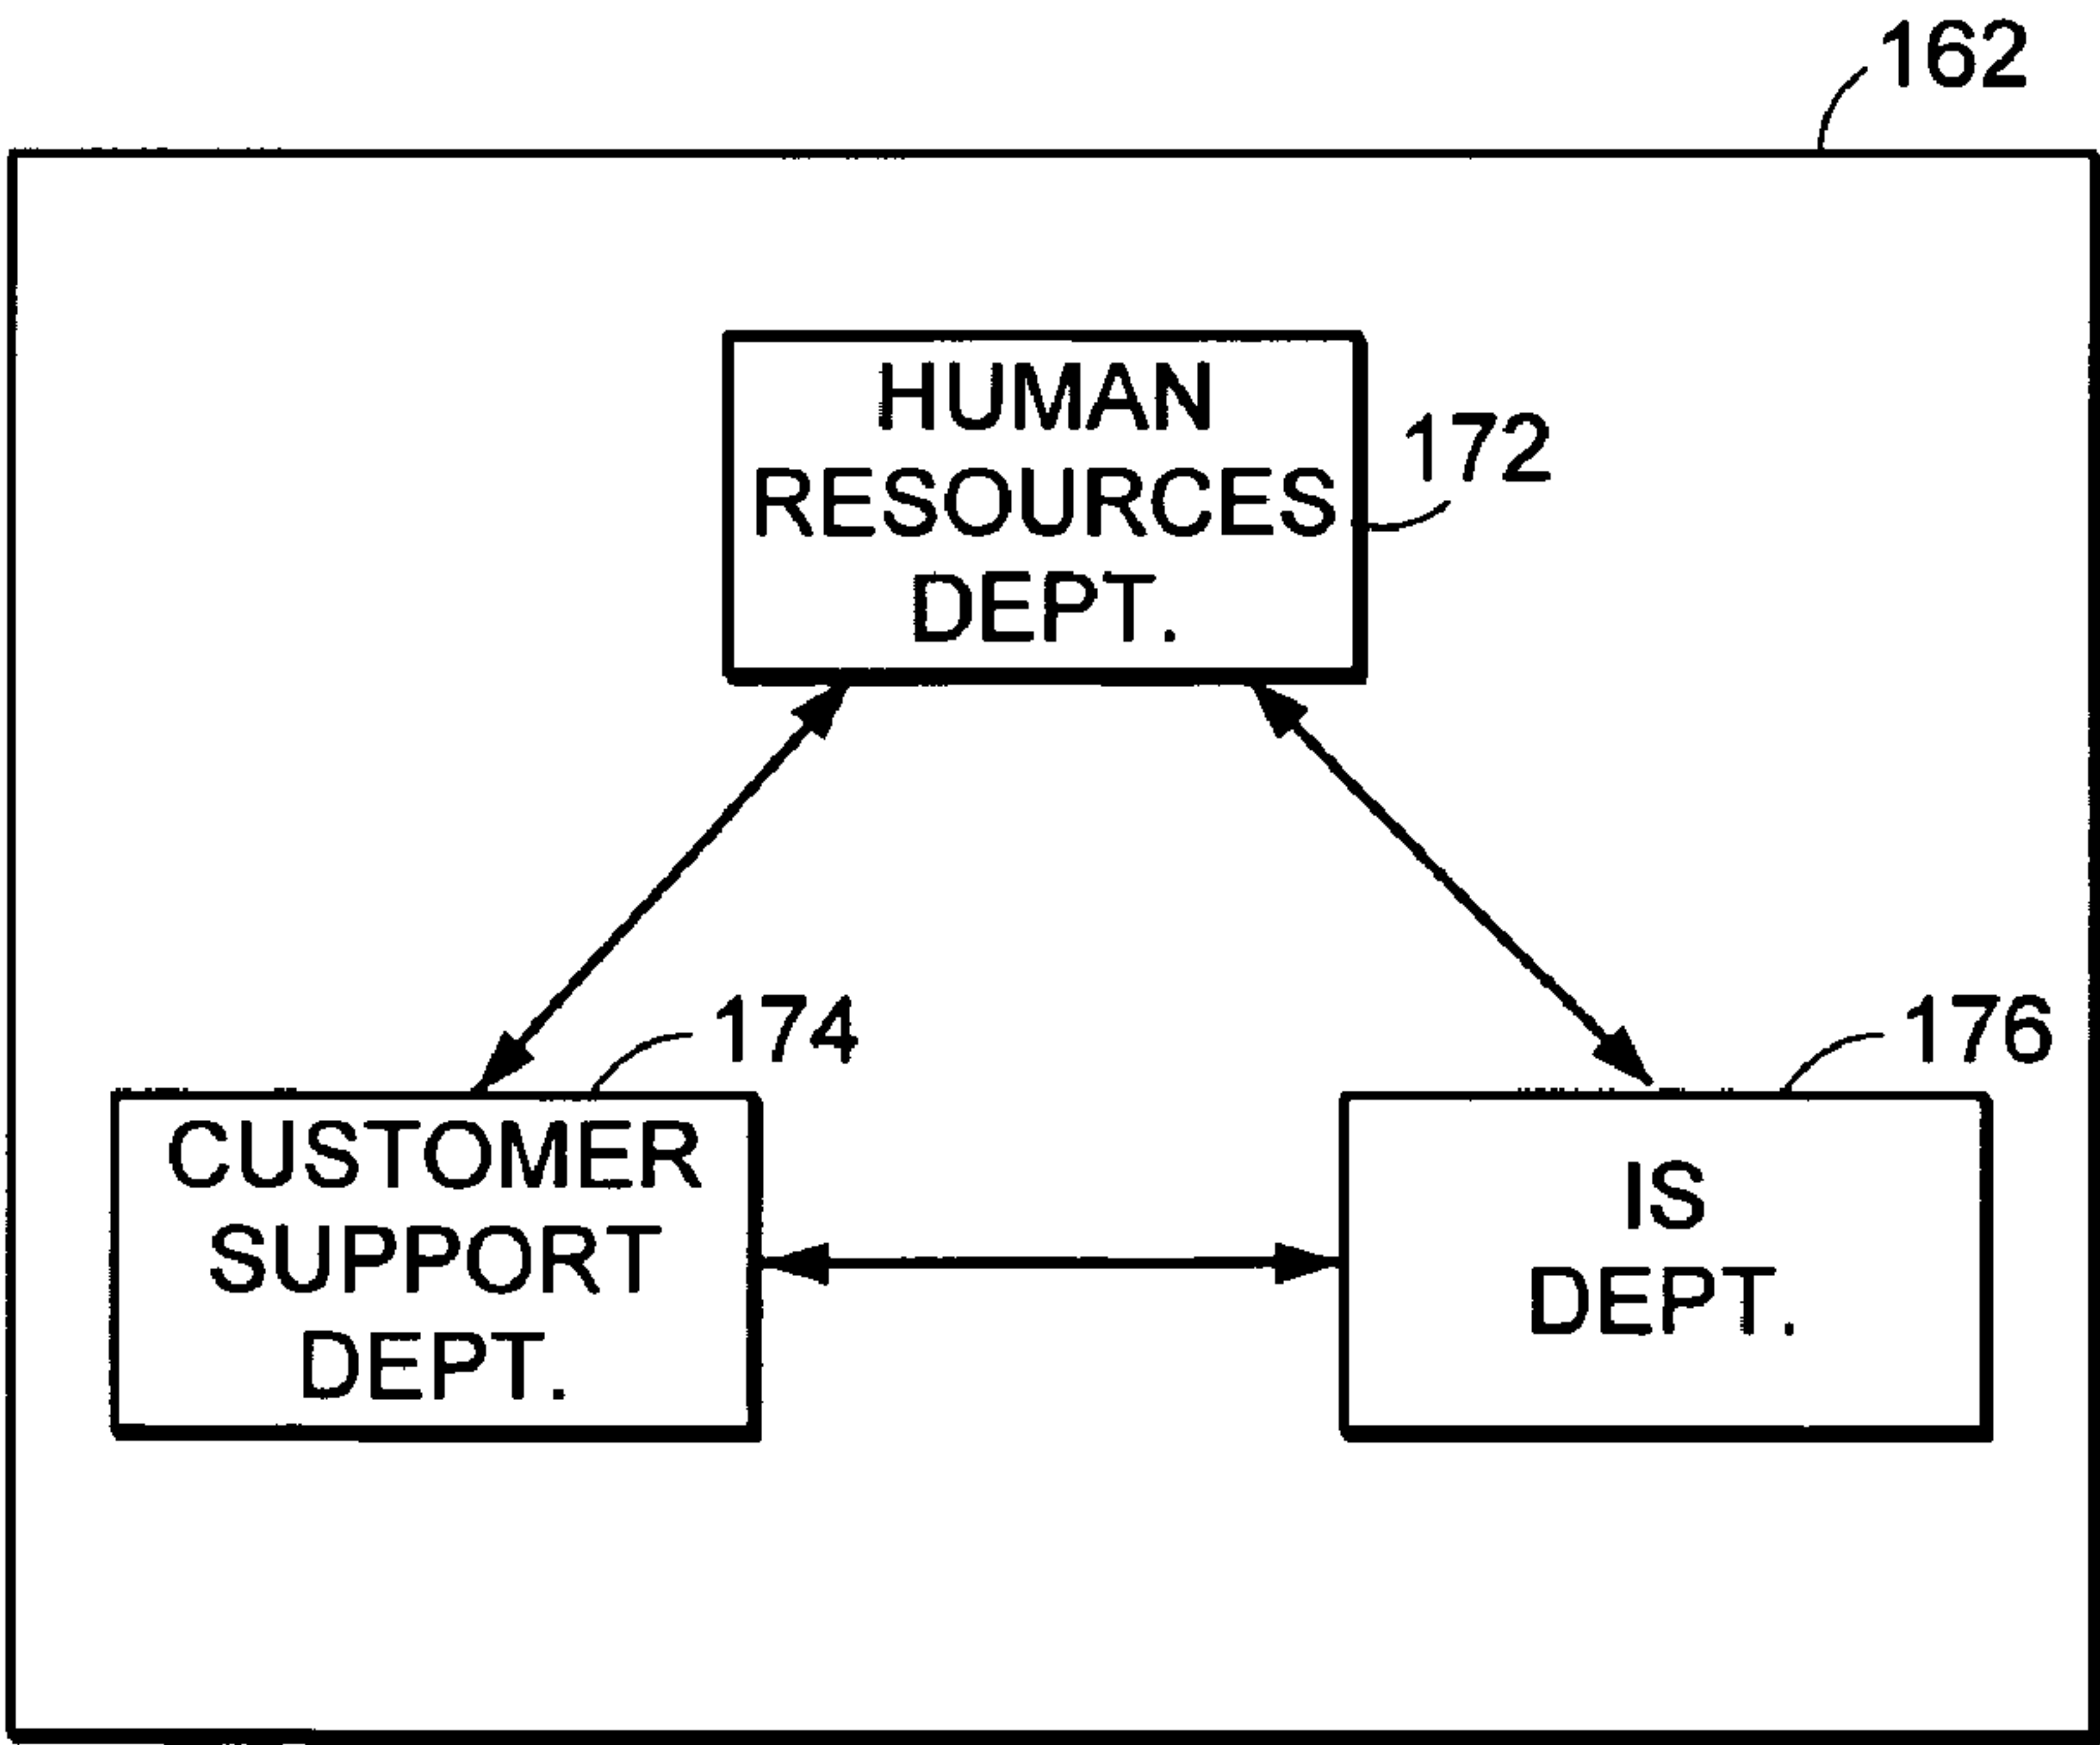 162
HUMAN
RESOURCES
DEPT.
172
174
176
CUSTOMER
SUPPORT
DEPT.
IS
DEPT.